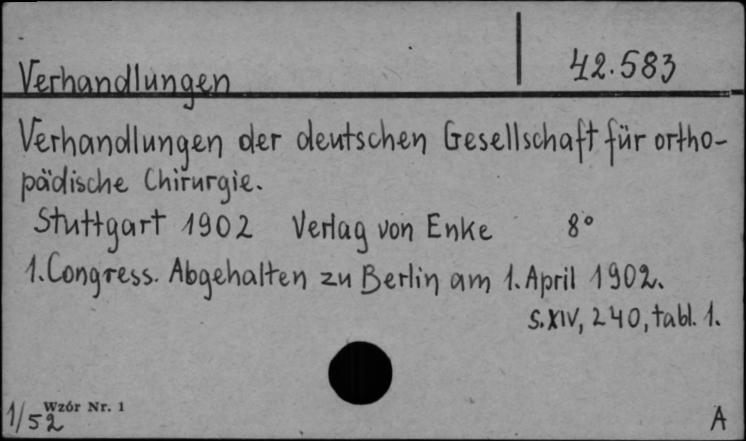 42.583
Verhandlungen
Verhandlungen der deutschen Gesellschaft für ortho-
pädische Chirurgie.
Stuttgart 1902 Verlag von Enke 8°
1. Congress. Abgehalten zu Berlin am 1. April 1902.
S. XIV, 240, tabl. 1.
Wzór Nr. 1
1/52
A